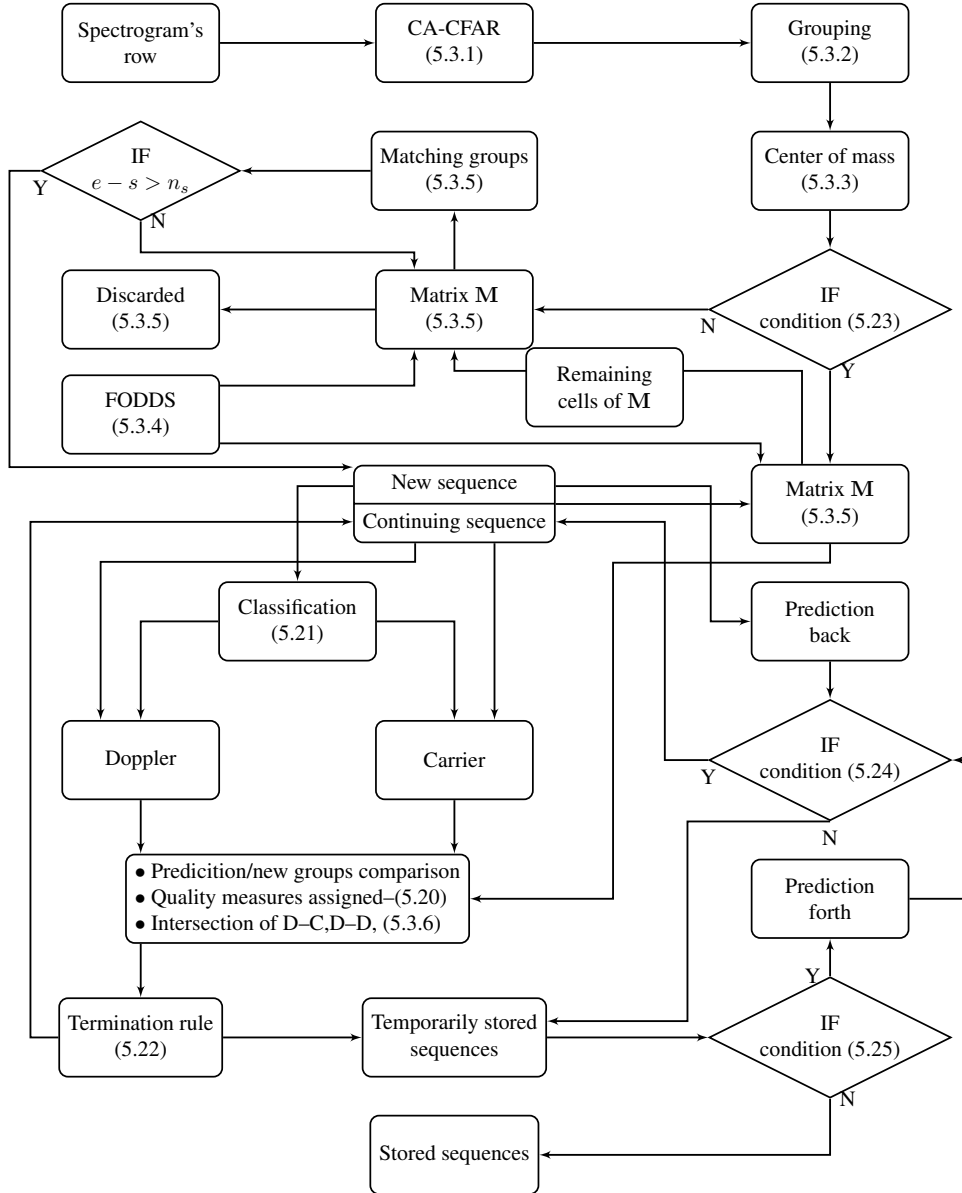 Spectrogram's
row
CA-CFAR
(5.3.1)
Grouping
(5.3.2)
IF
e − s > n_s
Y
N
Matching groups
(5.3.5)
Center of mass
(5.3.3)
Discarded
(5.3.5)
Matrix M
(5.3.5)
N
IF
condition (5.23)
Y
FODDS
(5.3.4)
Remaining
cells of M
New sequence
Continuing sequence
Matrix M
(5.3.5)
Classification
(5.21)
Prediction
back
Doppler
Carrier
Y
IF
condition (5.24)
N
● Predicition/new groups comparison
● Quality measures assigned–(5.20)
● Intersection of D–C,D–D, (5.3.6)
Prediction
forth
Y
Termination rule
(5.22)
Temporarily stored
sequences
IF
condition (5.25)
N
Stored sequences